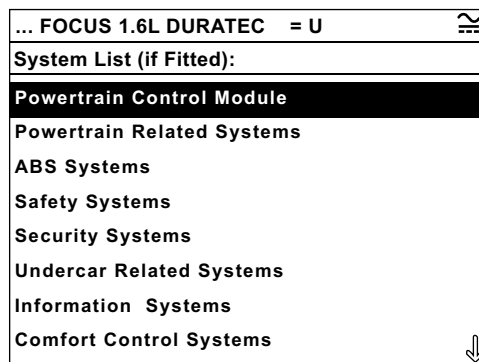 ... FOCUS 1.6L DURATEC = U
System List (if Fitted):
Powertrain Control Module
Powertrain Related Systems
ABS Systems
Safety Systems
Security Systems
Undercar Related Systems
Information Systems
Comfort Control Systems